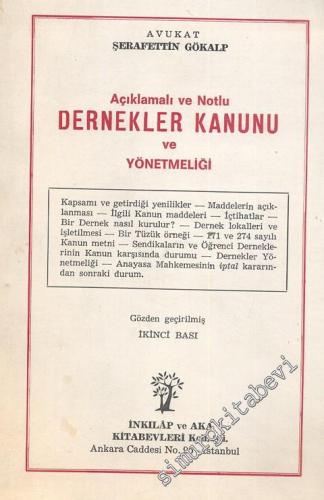 AVUKAT
ŞERAFETTİN GÖKALP
Açıklamalı ve Notlu
DERNEKLER KANUNU
ve
YÖNETMELİĞİ
Kapsamı ve getirdiği yenilikler — Maddelerin açık-
lanması — İlgili Kanun maddeleri — İçtihatlar —
Bir Dernek nasıl kurulur? — Dernek lokalleri ve
işletilmesi — Bir Tüzük örneği — 171 ve 274 sayılı
Kanun metni — Sendikaların ve Öğrenci Dernekle-
rinin Kanun karşısında durumu — Dernekler Yö-
netmeliği — Anayasa Mahkemesinin iptal kararın-
dan sonraki durum.
Gözden geçirilmiş
İKİNCİ BASI
İNKILÂP ve AKA
KİTABEVLERİ
Ankara Caddesi No. İstanbul
simurgkitabevi